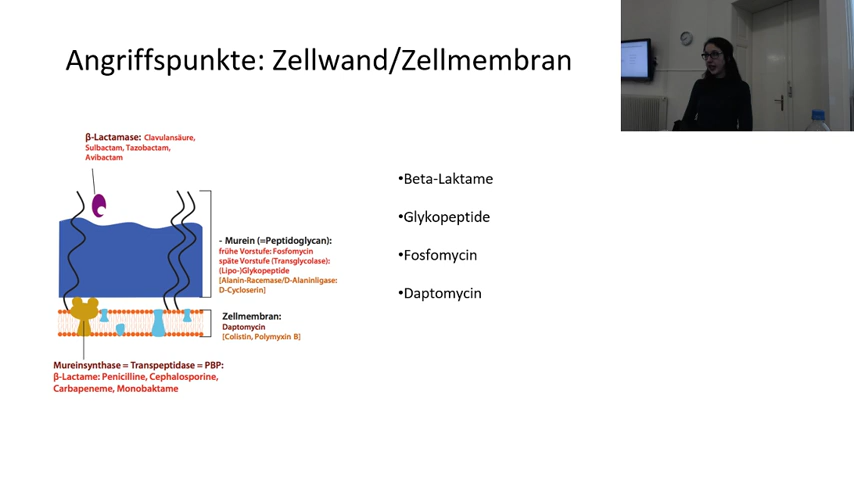 Angriffspunkte: Zellwand/Zellmembran
β-Lactamase: Clavulansäure,
Sulbactam, Tazobactam,
Avibactam
- Murein (=Peptidoglycan):
frühe Vorstufe: Fosfomycin
späte Vorstufe (Transglycolase):
(Lipo-)Glykopeptide
[Alanin-Racemase/D-Alaninligase:
D-Cycloserin]
Zellmembran:
Daptomycin
[Colistin, Polymyxin B]
Mureinsynthase = Transpeptidase = PBP:
β-Lactame: Penicilline, Cephalosporine,
Carbapeneme, Monobaktame
•Beta-Laktame
•Glykopeptide
•Fosfomycin
•Daptomycin